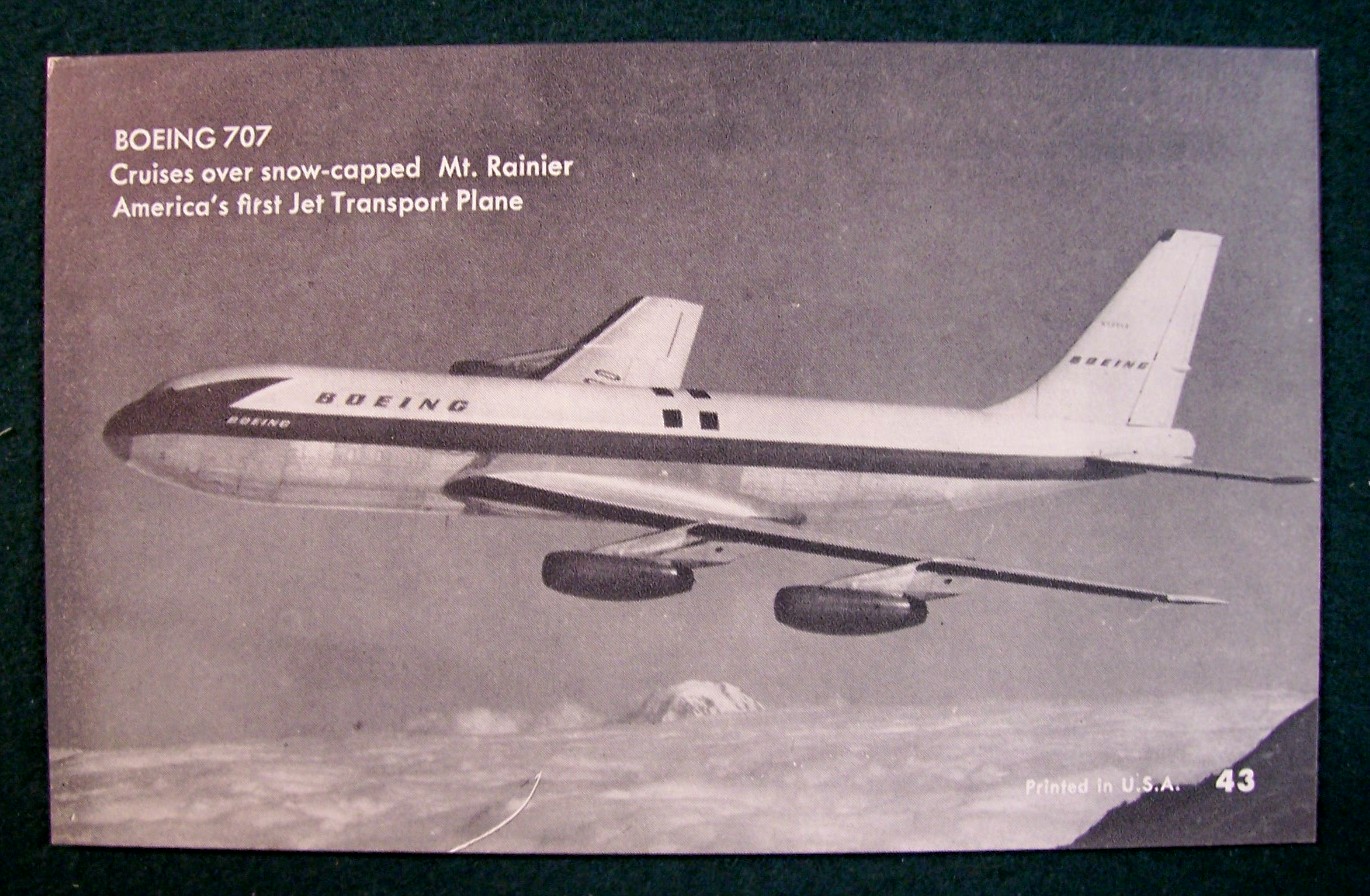 BOEING 707
Cruises over snow-capped Mt. Rainier
America's first Jet Transport Plane
BOEING
BOEING
BOEING
Printed in U.S.A. 43